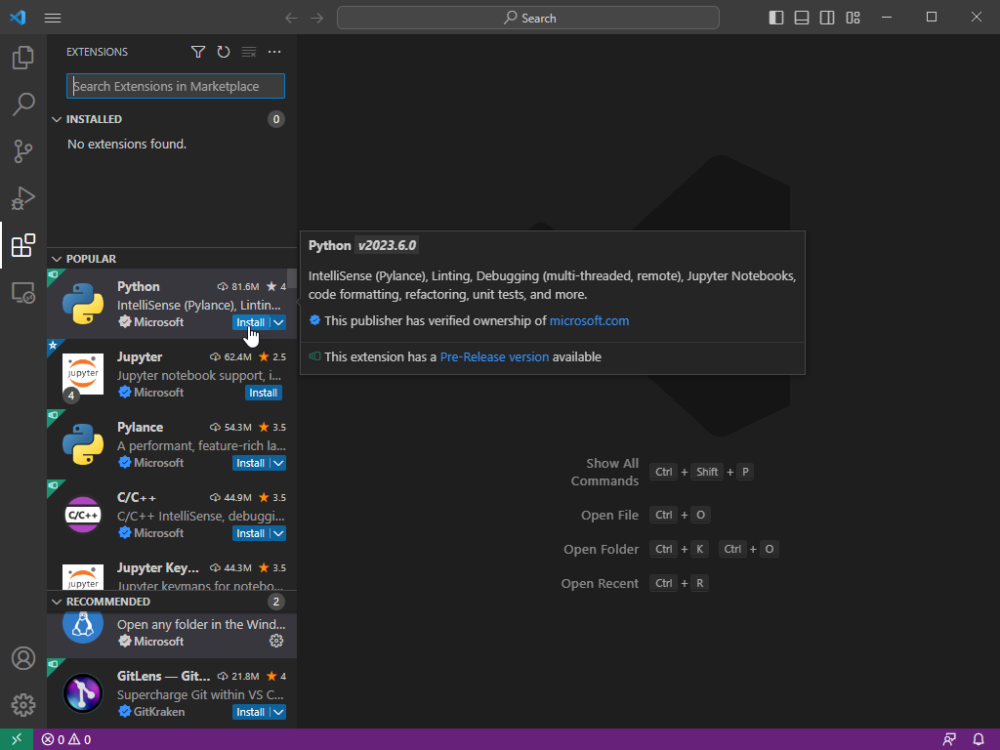 Search
EXTENSIONS
Search Extensions in Marketplace
INSTALLED 0
No extensions found.
POPULAR
Python 81.6M 4
IntelliSense (Pylance), Lintin...
Microsoft Install
Jupyter 62.4M 2.5
Jupyter notebook support, i...
4 Microsoft Install
jupyter
Pylance 54.3M 3.5
A performant, feature-rich la...
Microsoft Install
C/C++ 44.9M 3.5
C/C++ IntelliSense, debuggi...
C/C++
Microsoft Install
Jupyter Key... 44.3M 3.5
jupyter
Jupyter keymaps for notebo...
RECOMMENDED 2
Open any folder in the Wind...
Microsoft
GitLens — Git... 21.8M 4
Supercharge Git within VS C...
GitKraken Install
Python v2023.6.0
IntelliSense (Pylance), Linting, Debugging (multi-threaded, remote), Jupyter Notebooks,
code formatting, refactoring, unit tests, and more.
This publisher has verified ownership of microsoft.com
This extension has a Pre-Release version available
Show All
Commands Ctrl + Shift + P
Open File Ctrl + O
Open Folder Ctrl + K Ctrl + O
Open Recent Ctrl + R
0 0